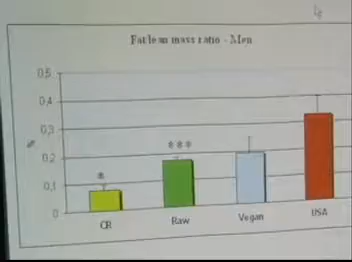 Fat/lean mass ratio - Men
0,5
0,4
0,3
0,2
0,1
0
%
*
***
CR
Raw
Vegan
USA